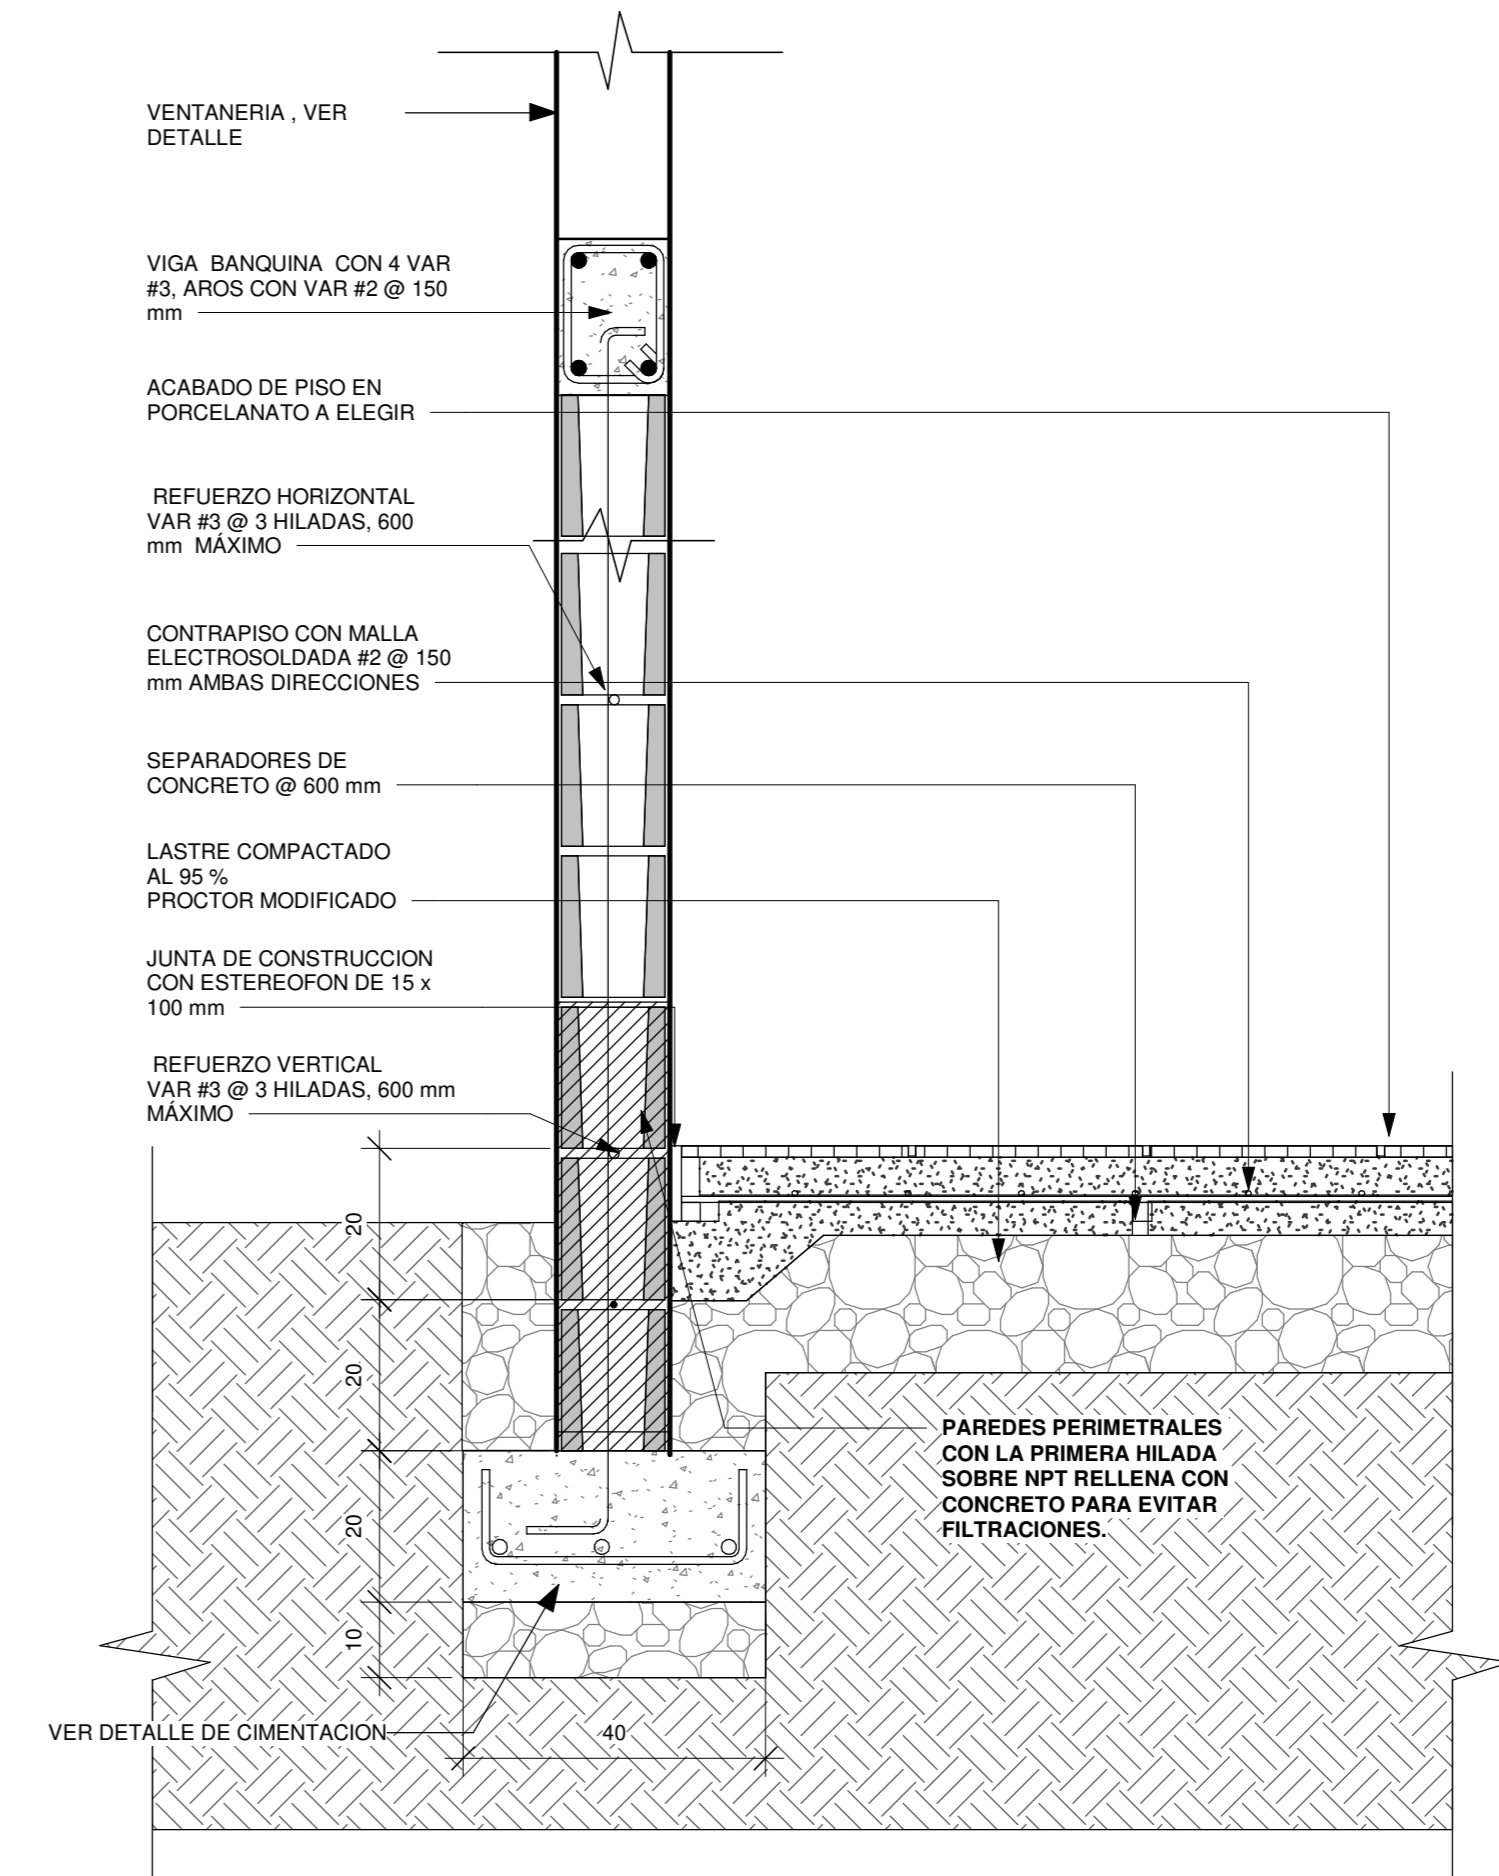 VENTANERIA , VER
DETALLE
VIGA BANQUINA CON 4 VAR
#3, AROS CON VAR #2 @ 150
mm
ACABADO DE PISO EN
PORCELANATO A ELEGIR
REFUERZO HORIZONTAL
VAR #3 @ 3 HILADAS, 600
mm MÁXIMO
CONTRAPISO CON MALLA
ELECTROSOLDADA #2 @ 150
mm AMBAS DIRECCIONES
SEPARADORES DE
CONCRETO @ 600 mm
LASTRE COMPACTADO
AL 95 %
PROCTOR MODIFICADO
JUNTA DE CONSTRUCCION
CON ESTEREOFON DE 15 x
100 mm
REFUERZO VERTICAL
VAR #3 @ 3 HILADAS, 600 mm
MÁXIMO
20
20
20
10
PAREDES PERIMETRALES
CON LA PRIMERA HILADA
SOBRE NPT RELLENA CON
CONCRETO PARA EVITAR
FILTRACIONES.
VER DETALLE DE CIMENTACION
40